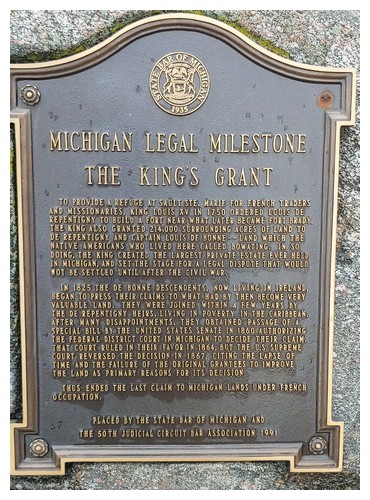 STATE BAR OF MICHIGAN
1935
MICHIGAN LEGAL MILESTONE
THE KING'S GRANT
TO PROVIDE A REFUGE AT SAULT STE. MARIE FOR FRENCH TRADERS
AND MISSIONARIES, KING LOUIS XV IN 1750 ORDERED LOUIS DE
REPENTIGNY TO BUILD A FORT NEAR WHAT LATER BECAME FORT BRADY.
THE KING ALSO GRANTED 214,000 SURROUNDING ACRES OF LAND TO
DE REPENTIGNY AND CAPTAIN LOUIS DE BONNE-- LAND WHICH THE
NATIVE AMERICANS WHO LIVED HERE CALLED BOWATING. IN SO
DOING, THE KING CREATED THE LARGEST PRIVATE ESTATE EVER HELD
IN MICHIGAN, AND SET THE STAGE FOR A LEGAL DISPUTE THAT WOULD
NOT BE SETTLED UNTIL AFTER THE CIVIL WAR.
IN 1825, THE DE BONNE DESCENDENTS, NOW LIVING IN IRELAND,
BEGAN TO PRESS THEIR CLAIMS TO WHAT HAD BY THEN BECOME VERY
VALUABLE LAND. THEY WERE JOINED WITHIN A FEW YEARS BY
THE DE REPENTIGNY HEIRS, LIVING IN POVERTY IN THE CARIBBEAN.
AFTER MANY DISAPPOINTMENTS, THEY OBTAINED PASSAGE OF A
SPECIAL BILL BY THE UNITED STATES SENATE IN 1860 AUTHORIZING
THE FEDERAL DISTRICT COURT IN MICHIGAN TO DECIDE THEIR CLAIM.
THAT COURT RULED IN THEIR FAVOR IN 1864, BUT THE U.S. SUPREME
COURT REVERSED THE DECISION IN 1867, CITING THE LAPSE OF
TIME AND THE FAILURE OF THE ORIGINAL GRANTEES TO IMPROVE
THE LAND AS PRIMARY REASONS FOR ITS DECISION.
THUS ENDED THE LAST CLAIM TO MICHIGAN LANDS UNDER FRENCH
OCCUPATION.
PLACED BY THE STATE BAR OF MICHIGAN AND
THE 50TH JUDICIAL CIRCUIT BAR ASSOCIATION 1991